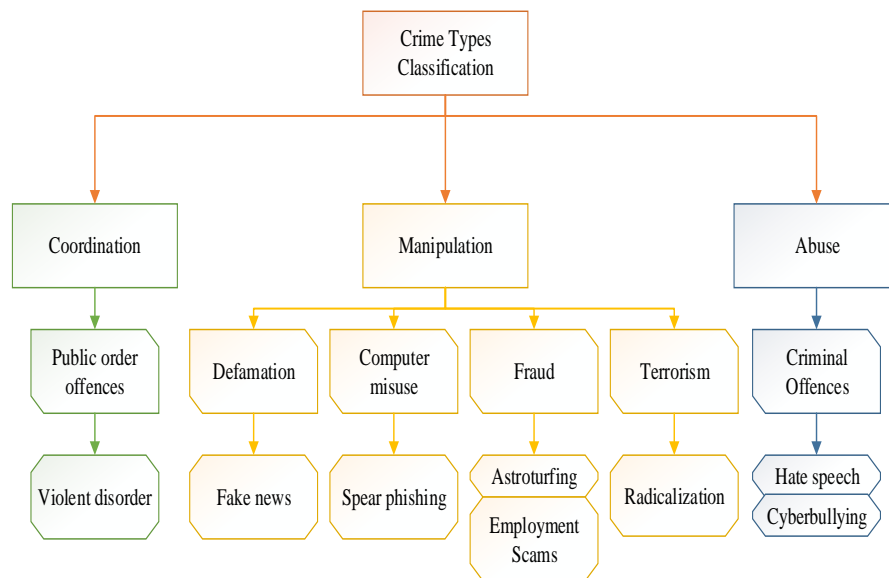 Crime Types
Classification
Coordination
Manipulation
Abuse
Public order
offences
Defamation
Computer
misuse
Fraud
Terrorism
Criminal
Offences
Violent disorder
Fake news
Spear phishing
Astroturfing
Employment
Scams
Radicalization
Hate speech
Cyberbullying